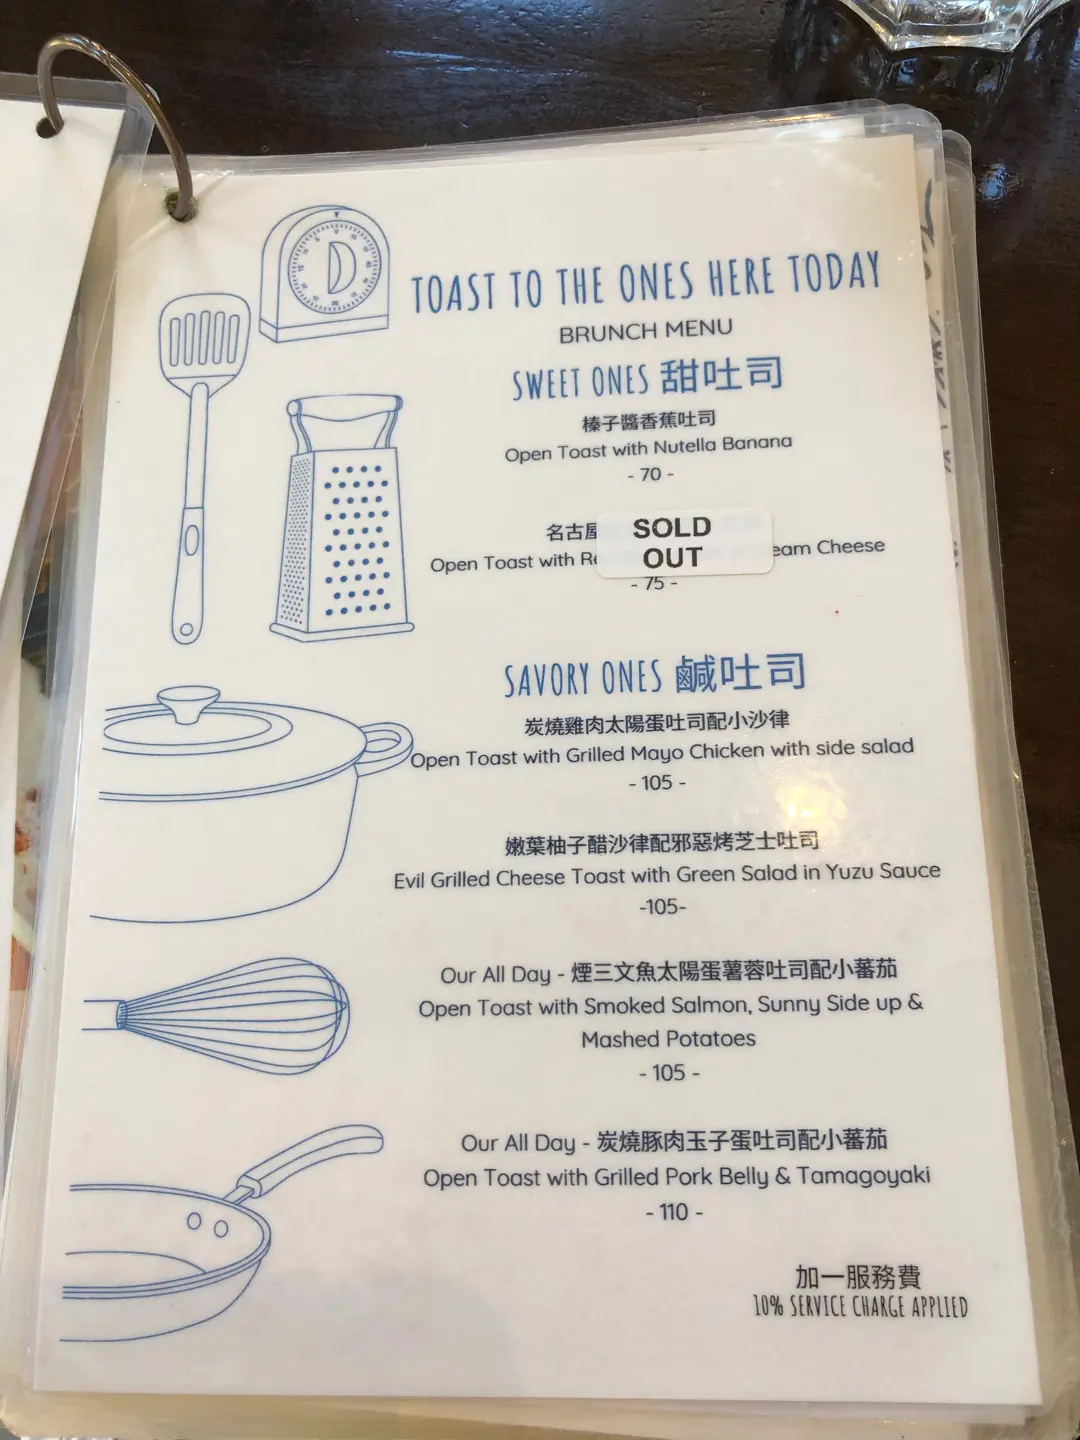 TOAST TO THE ONES HERE TODAY
BRUNCH MENU
SWEET ONES 甜吐司
榛子醬香蕉吐司
Open Toast with Nutella Banana
- 70 -
名古屋
SOLD
OUT
Open Toast with Cheese
- 75 -
SAVORY ONES 鹹吐司
炭燒雞肉太陽蛋吐司配小沙律
Open Toast with Grilled Mayo Chicken with side salad
- 105 -
嫩葉柚子醋沙律配邪惡烤芝士吐司
Evil Grilled Cheese Toast with Green Salad in Yuzu Sauce
-105-
Our All Day - 煙三文魚太陽蛋薯蓉吐司配小蕃茄
Open Toast with Smoked Salmon, Sunny Side up &
Mashed Potatoes
- 105 -
Our All Day - 炭燒豚肉玉子蛋吐司配小蕃茄
Open Toast with Grilled Pork Belly & Tamagoyaki
- 110 -
加一服務費
10% SERVICE CHARGE APPLIED